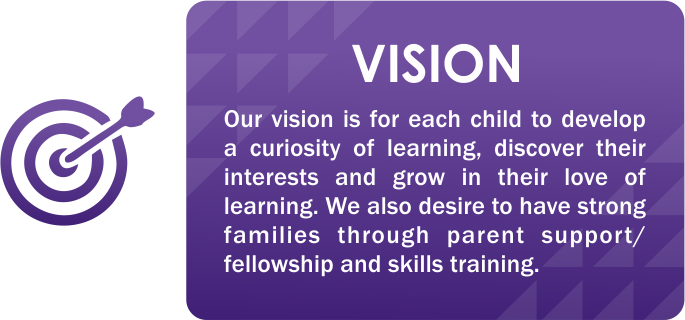 VISION
Our vision is for each child to develop
a curiosity of learning, discover their
interests and grow in their love of
learning. We also desire to have strong
families through parent support/
fellowship and skills training.